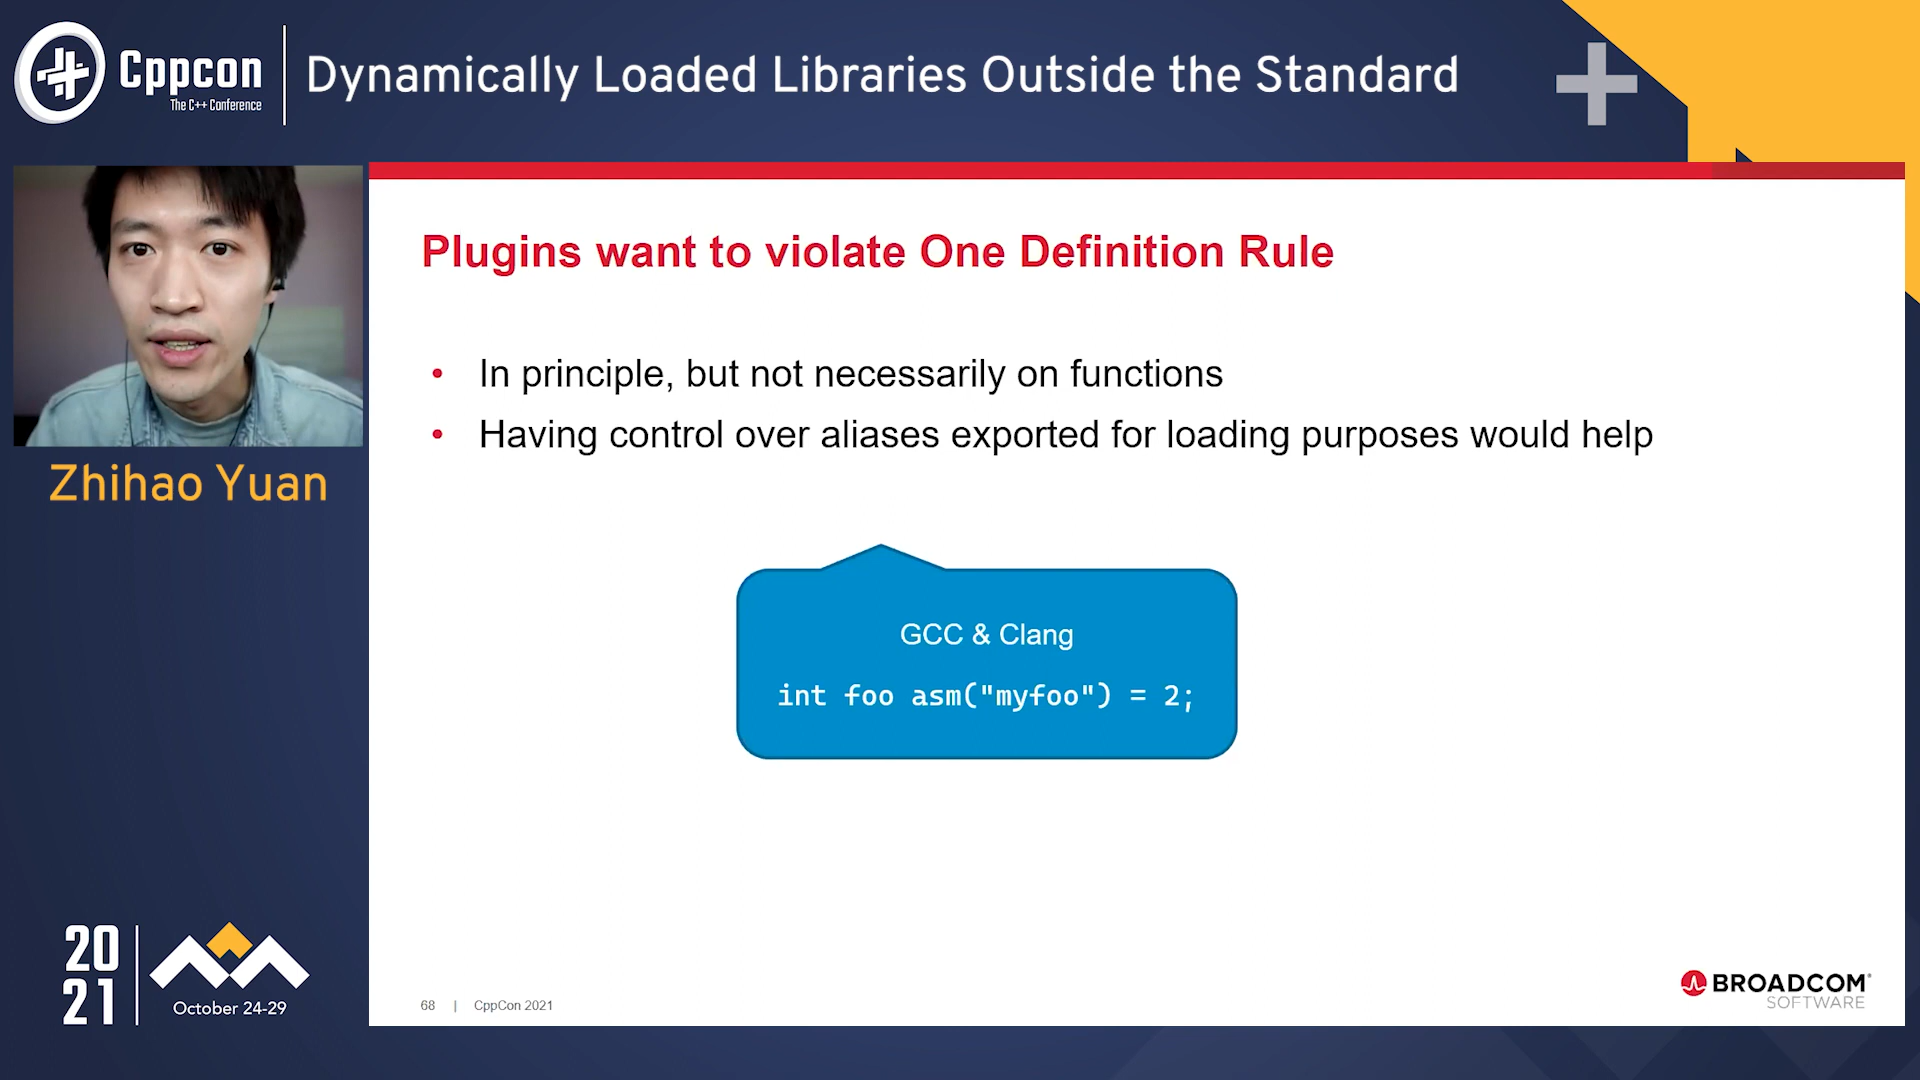 Cppcon
The C++ Conference
Dynamically Loaded Libraries Outside the Standard
Zhihao Yuan
Plugins want to violate One Definition Rule
• In principle, but not necessarily on functions
• Having control over aliases exported for loading purposes would help
GCC & Clang
int foo asm("myfoo") = 2;
20
21
October 24-29
68 | CppCon 2021
BROADCOM®
SOFTWARE